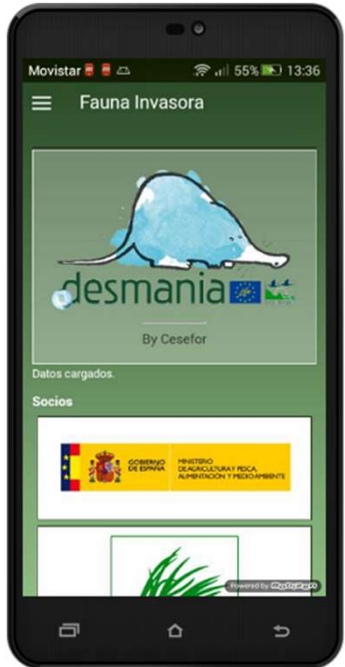 Movistar 55% 13:36
Fauna Invasora
desmania
By Cesefor
Datos cargados.
Socios
GOBIERNO
DE ESPAÑA
MINISTERIO
DE AGRICULTURA Y PESCA,
ALIMENTACIÓN Y MEDIO AMBIENTE
Powered by